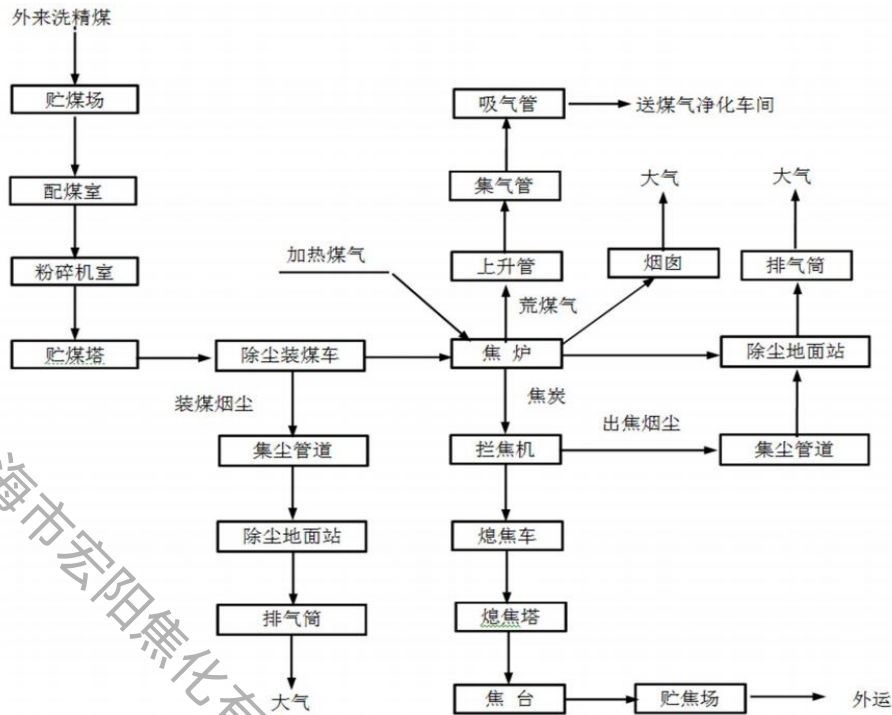 外来洗精煤
贮煤场
配煤室
粉碎机室
贮煤塔
除尘装煤车
装煤烟尘
集尘管道
除尘地面站
排气筒
大气
加热煤气
吸气管
送煤气净化车间
集气管
上升管
荒煤气
焦 炉
焦炭
拦焦机
熄焦车
熄焦塔
焦 台
贮焦场
外运
大气
烟囱
大气
排气筒
除尘地面站
出焦烟尘
集尘管道
海市宏阳焦化有